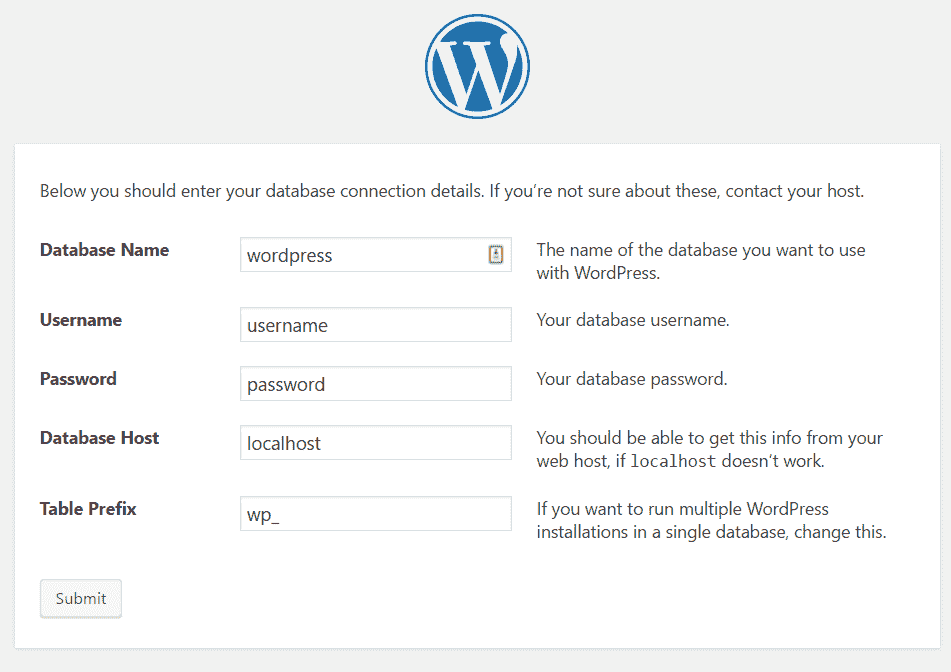 Below you should enter your database connection details. If you’re not sure about these, contact your host.
Database Name
wordpress
The name of the database you want to use
with WordPress.
Username
username
Your database username.
Password
password
Your database password.
Database Host
localhost
You should be able to get this info from your
web host, if localhost doesn’t work.
Table Prefix
wp_
If you want to run multiple WordPress
installations in a single database, change this.
Submit